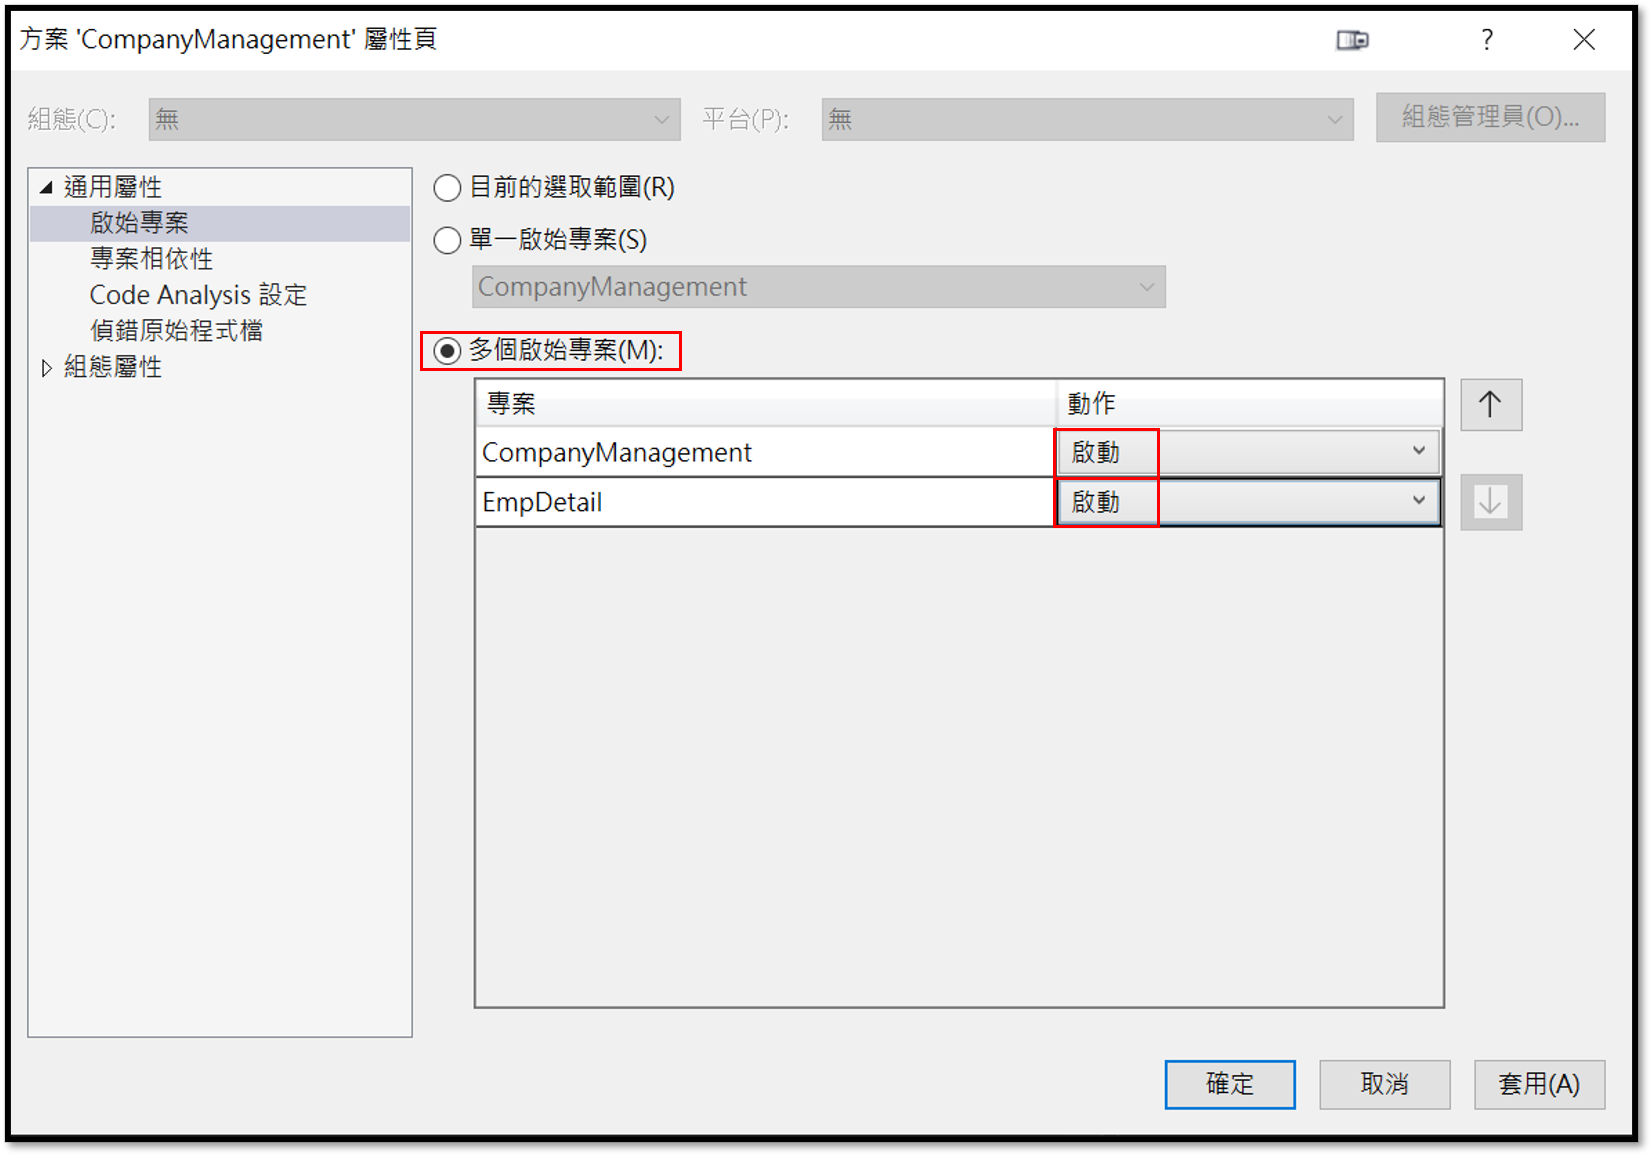 方案 'CompanyManagement' 屬性頁
?
組態(C):
無
平台(P):
無
組態管理員(O)...
通用屬性
啟始專案
專案相依性
Code Analysis 設定
偵錯原始程式檔
組態屬性
目前的選取範圍(R)
單一啟始專案(S)
CompanyManagement
多個啟始專案(M):
專案
動作
CompanyManagement
啟動
EmpDetail
啟動
確定
取消
套用(A)